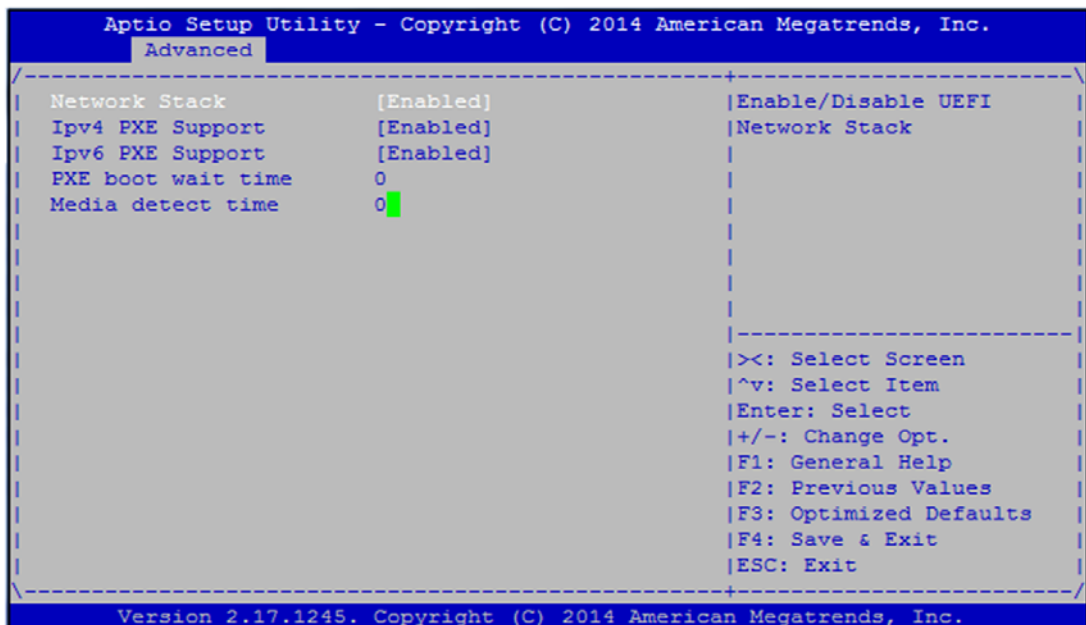 Aptio Setup Utility - Copyright (C) 2014 American Megatrends, Inc.
Advanced
Network Stack [Enabled]
Ipv4 PXE Support [Enabled]
Ipv6 PXE Support [Enabled]
PXE boot wait time 0
Media detect time 0
Enable/Disable UEFI
Network Stack
><: Select Screen
^v: Select Item
Enter: Select
+/-: Change Opt.
F1: General Help
F2: Previous Values
F3: Optimized Defaults
F4: Save & Exit
ESC: Exit
Version 2.17.1245. Copyright (C) 2014 American Megatrends, Inc.